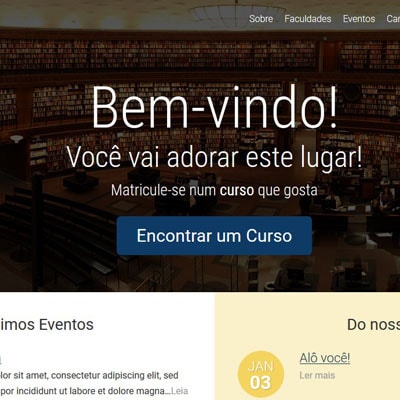 Sobre Faculdades Eventos
Bem-vindo!
Você vai adorar este lugar!
Matricule-se num curso que gosta
Encontrar um Curso
imos Eventos
Do noss
JAN
03
Alô você!
Ler mais
olor sit amet, consectetur adipiscing elit, sed
por incididunt ut labore et dolore magna...Leia